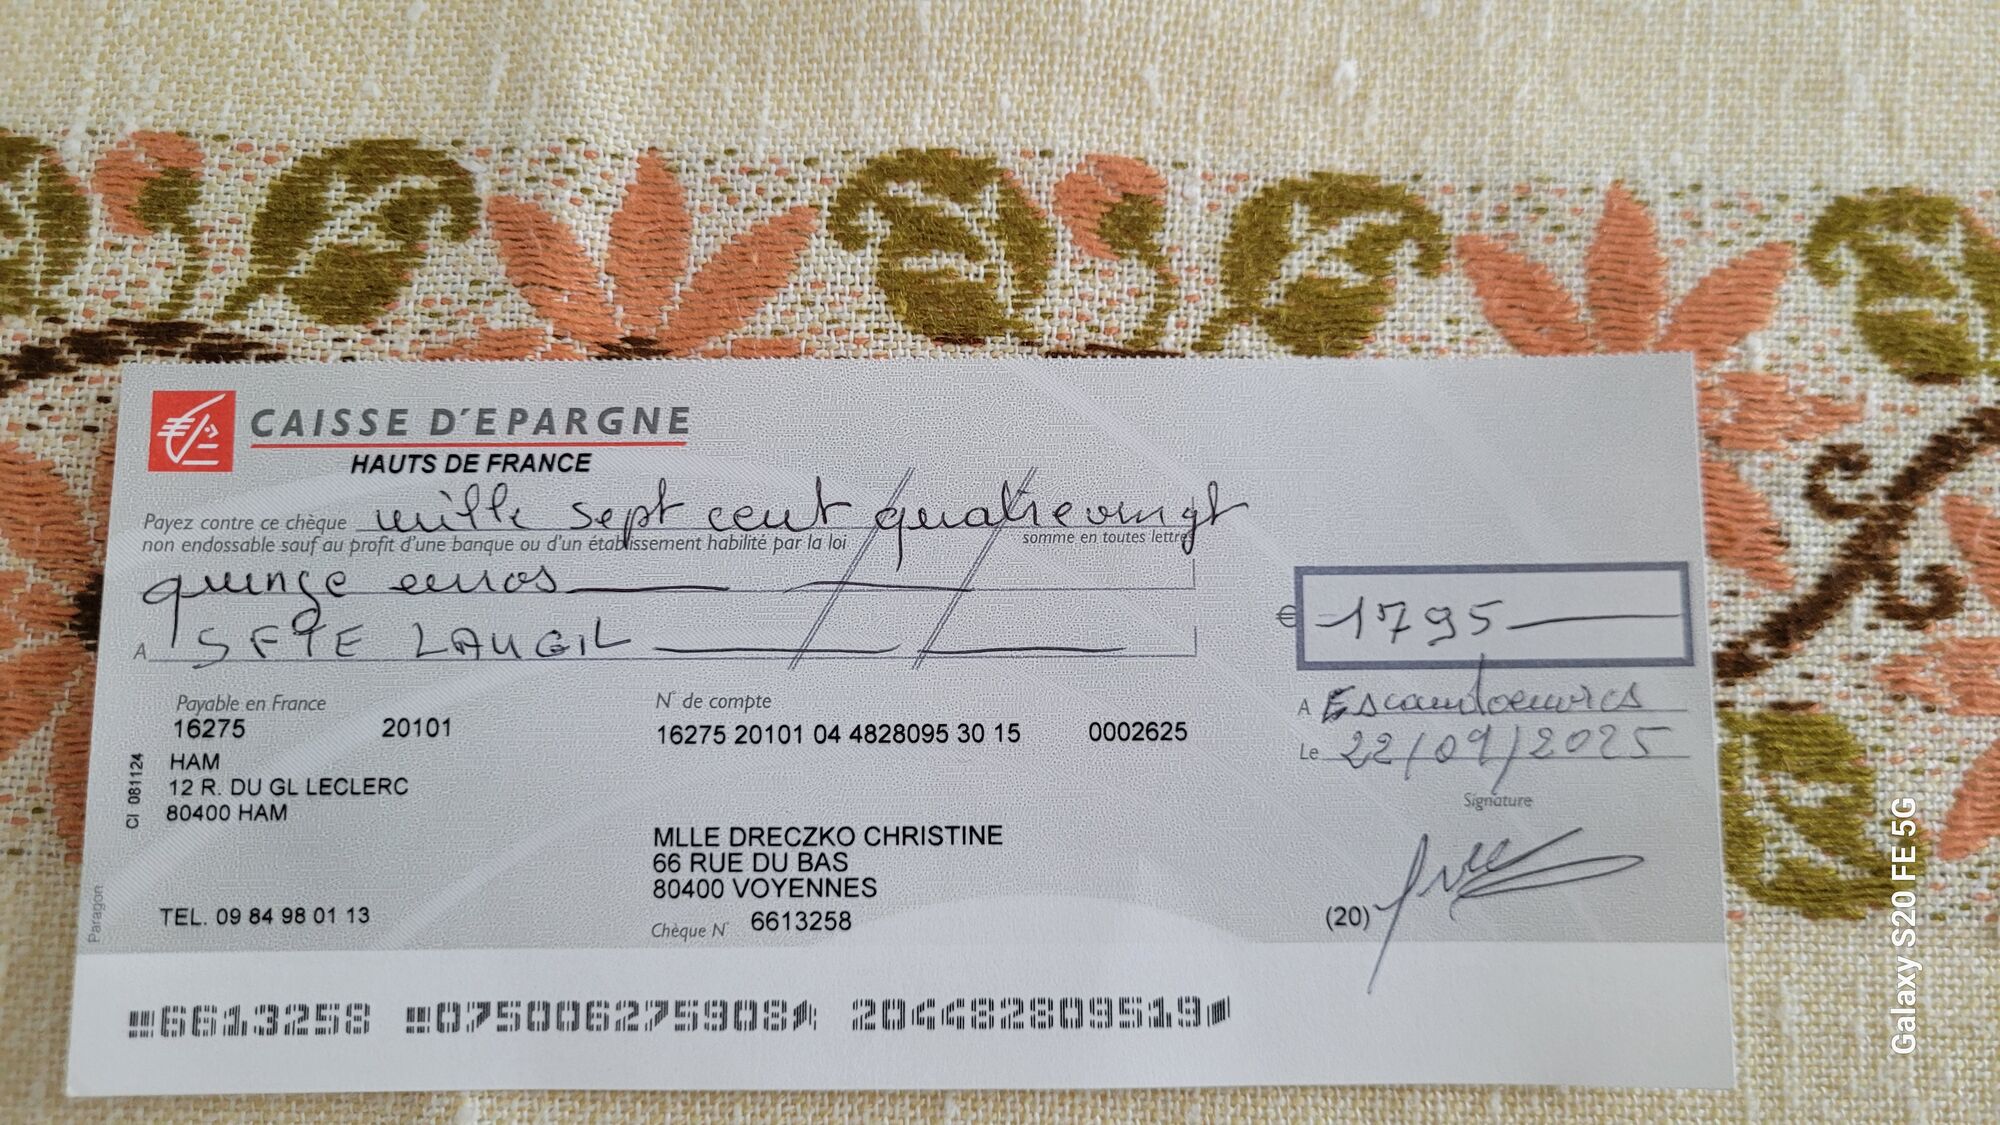 CAISSE D'EPARGNE
HAUTS DE FRANCE
Payez contre ce chèque mille sept cent quatrevingt
non endossable sauf au profit d'une banque ou d'un établissement habilité par la loi somme en toutes lettres
quinze euros
€ 1795
A SETE LAUGIL
Payable en France
16275 20101
N° de compte
16275 20101 04 4828095 30 15 0002625
A Escaudoeuvres
Le 22/09/2025
HAM
12 R. DU GL LECLERC
80400 HAM
CI 081124
Signature
MLLE DRECZKO CHRISTINE
66 RUE DU BAS
80400 VOYENNES
TEL. 09 84 98 01 13
Chèque N° 6613258
(20)
Paragon
6613258 075006275908 204482809519
Galaxy S20 FE 5G